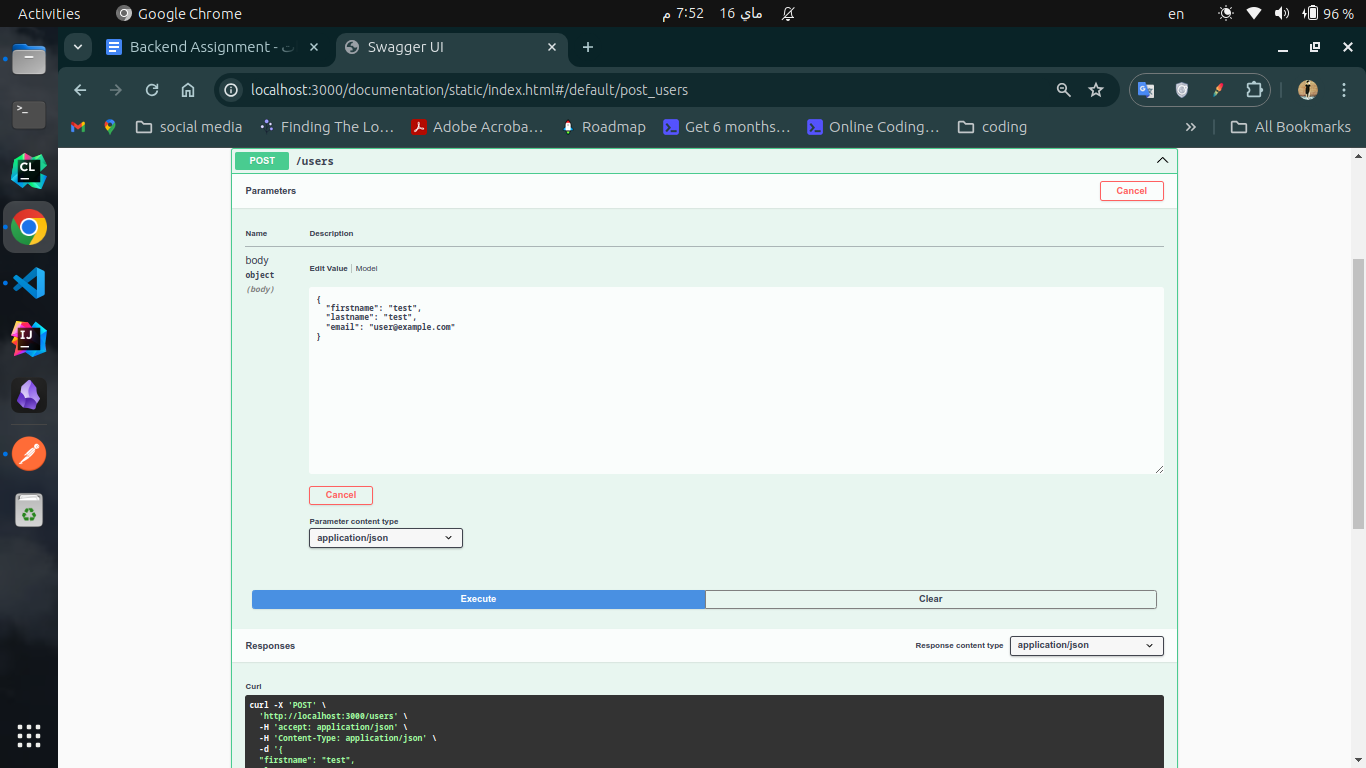 Activities
Google Chrome
7:52 م
16 ماي
en
96 %
Backend Assignment -
Swagger UI
localhost:3000/documentation/static/index.html#/default/post_users
social media
Finding The Lo...
Adobe Acroba...
Roadmap
Get 6 months...
Online Coding...
coding
»
All Bookmarks
POST /users
Parameters
Cancel
Name
Description
body
object
(body)
Edit Value | Model
{
"firstname": "test",
"lastname": "test",
"email": "user@example.com"
}
Cancel
Parameter content type
application/json
Execute
Clear
Responses
Response content type
application/json
Curl
curl -X 'POST' \
'http://localhost:3000/users' \
-H 'accept: application/json' \
-H 'Content-Type: application/json' \
-d '{
"firstname": "test",